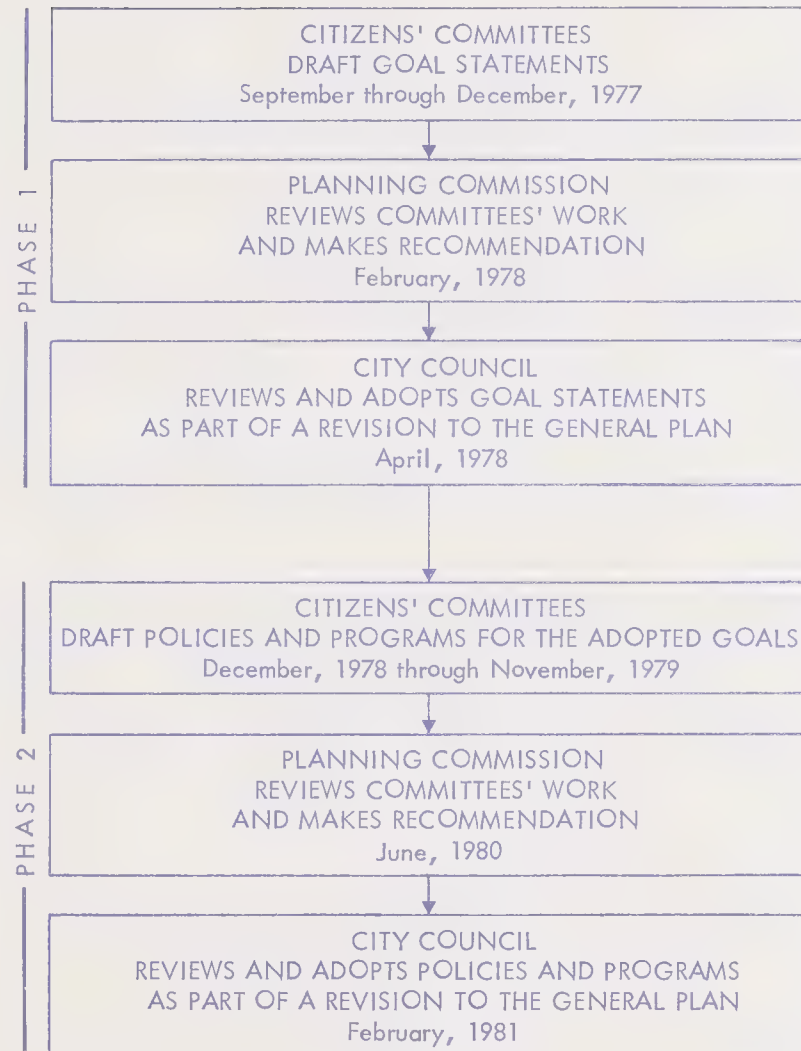 PHASE 1
CITIZENS' COMMITTEES
DRAFT GOAL STATEMENTS
September through December, 1977
PLANNING COMMISSION
REVIEWS COMMITTEES' WORK
AND MAKES RECOMMENDATION
February, 1978
CITY COUNCIL
REVIEWS AND ADOPTS GOAL STATEMENTS
AS PART OF A REVISION TO THE GENERAL PLAN
April, 1978
PHASE 2
CITIZENS' COMMITTEES
DRAFT POLICIES AND PROGRAMS FOR THE ADOPTED GOALS
December, 1978 through November, 1979
PLANNING COMMISSION
REVIEWS COMMITTEES' WORK
AND MAKES RECOMMENDATION
June, 1980
CITY COUNCIL
REVIEWS AND ADOPTS POLICIES AND PROGRAMS
AS PART OF A REVISION TO THE GENERAL PLAN
February, 1981